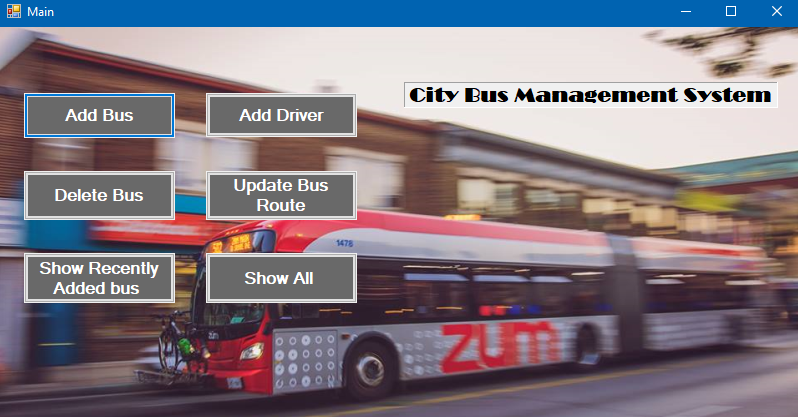 Main
City Bus Management System
Add Bus
Add Driver
Delete Bus
Update Bus
Route
Show Recently
Added bus
Show All
1478
züm